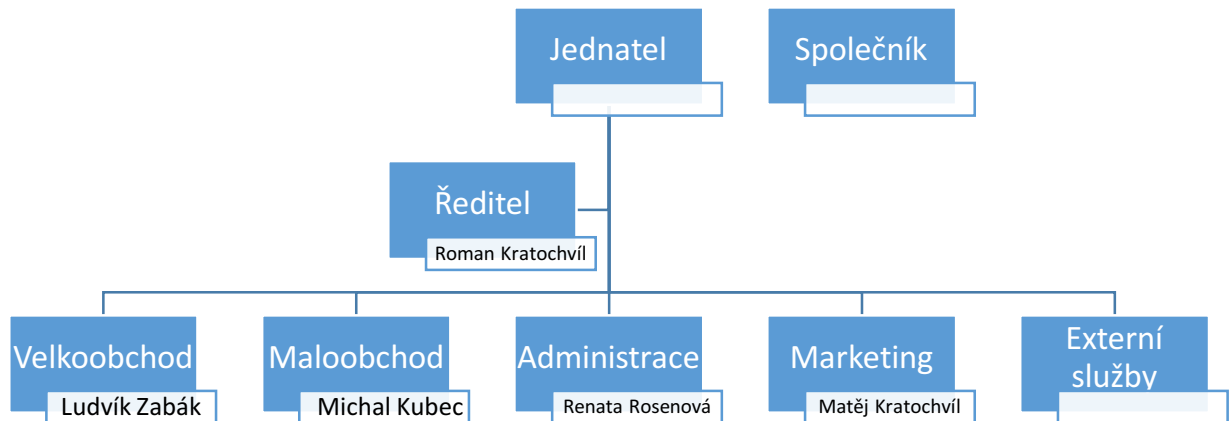 Jednatel
Společník
Ředitel
Roman Kratochvíl
Velkoobchod
Ludvík Zabák
Maloobchod
Michal Kubec
Administrace
Renata Rosenová
Marketing
Matěj Kratochvíl
Externí
služby